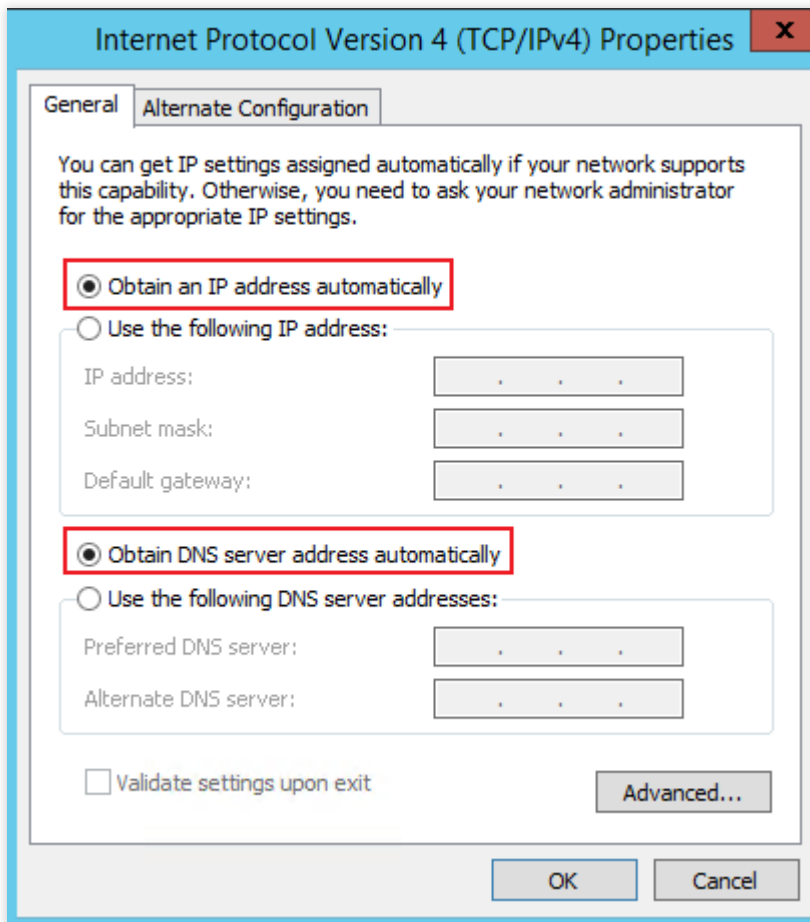 Internet Protocol Version 4 (TCP/IPv4) Properties
x
General
Alternate Configuration
You can get IP settings assigned automatically if your network supports
this capability. Otherwise, you need to ask your network administrator
for the appropriate IP settings.
Obtain an IP address automatically
Use the following IP address:
IP address:
. . .
Subnet mask:
. . .
Default gateway:
. . .
Obtain DNS server address automatically
Use the following DNS server addresses:
Preferred DNS server:
. . .
Alternate DNS server:
. . .
Validate settings upon exit
Advanced...
OK
Cancel